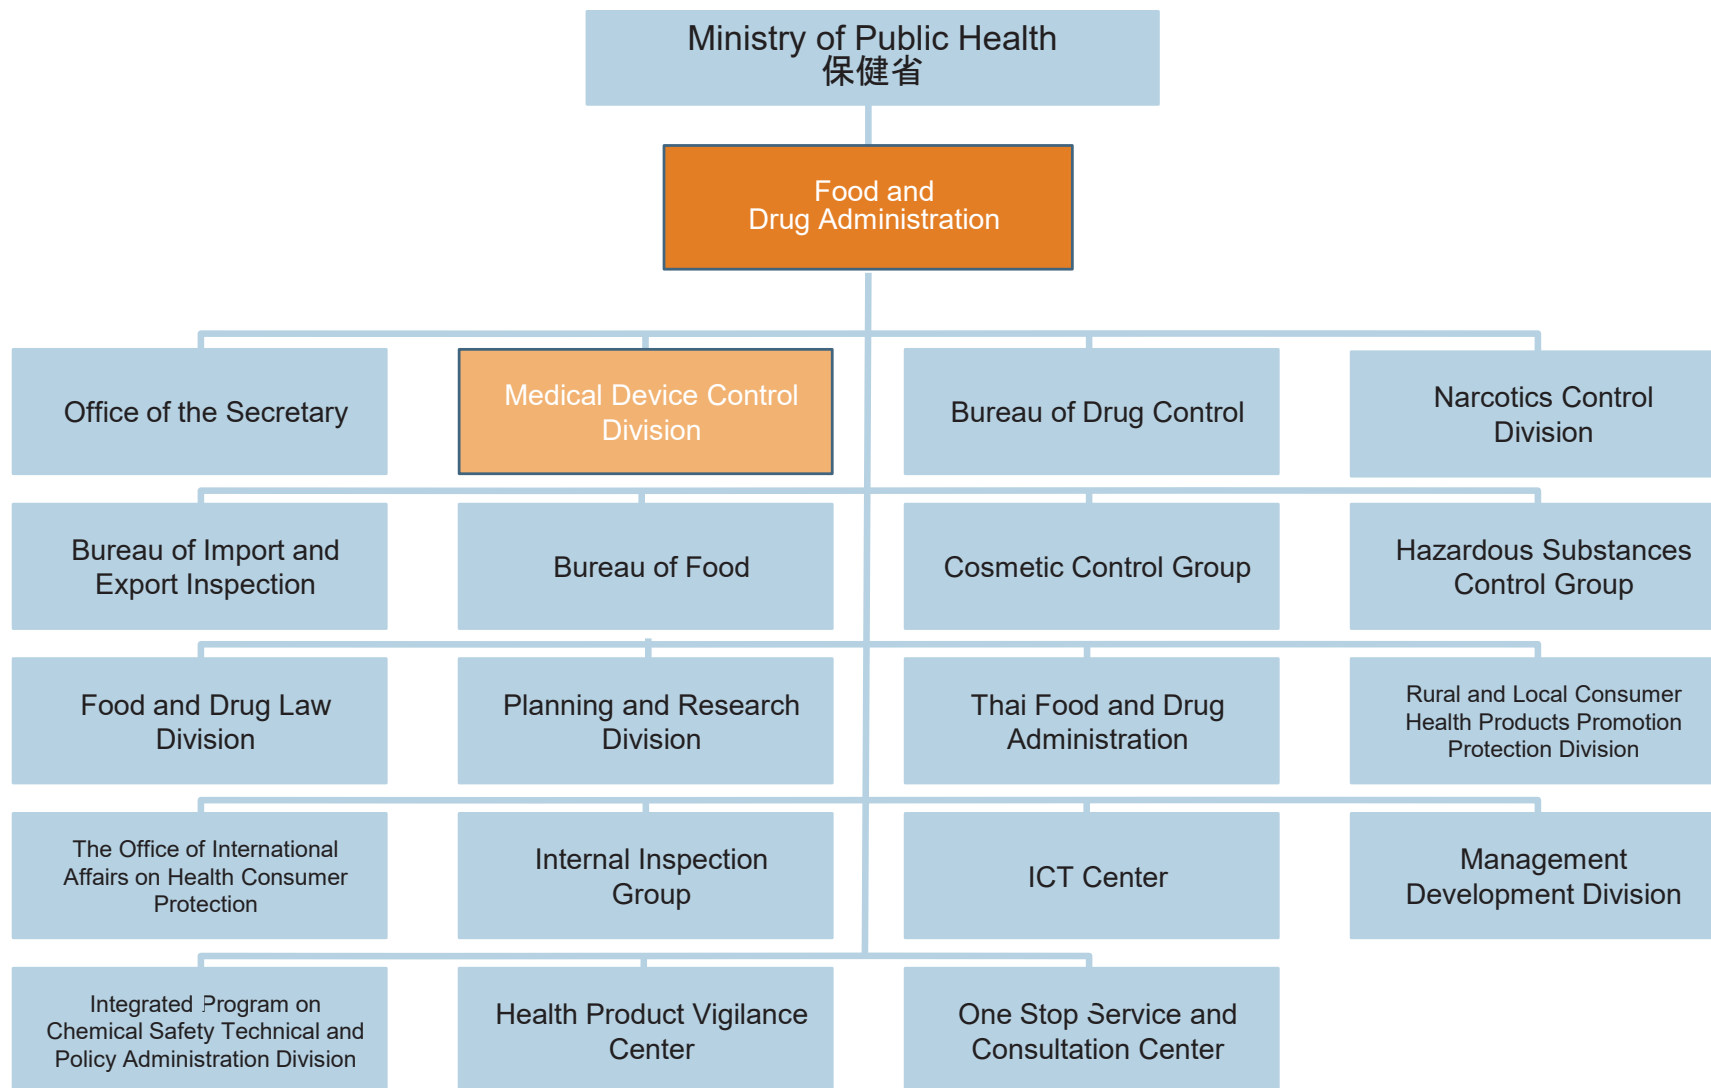 Ministry of Public Health
保健省
Food and
Drug Administration
Office of the Secretary
Medical Device Control
Division
Bureau of Drug Control
Narcotics Control
Division
Bureau of Import and
Export Inspection
Bureau of Food
Cosmetic Control Group
Hazardous Substances
Control Group
Food and Drug Law
Division
Planning and Research
Division
Thai Food and Drug
Administration
Rural and Local Consumer
Health Products Promotion
Protection Division
The Office of International
Affairs on Health Consumer
Protection
Internal Inspection
Group
ICT Center
Management
Development Division
Integrated Program on
Chemical Safety Technical and
Policy Administration Division
Health Product Vigilance
Center
One Stop Service and
Consultation Center